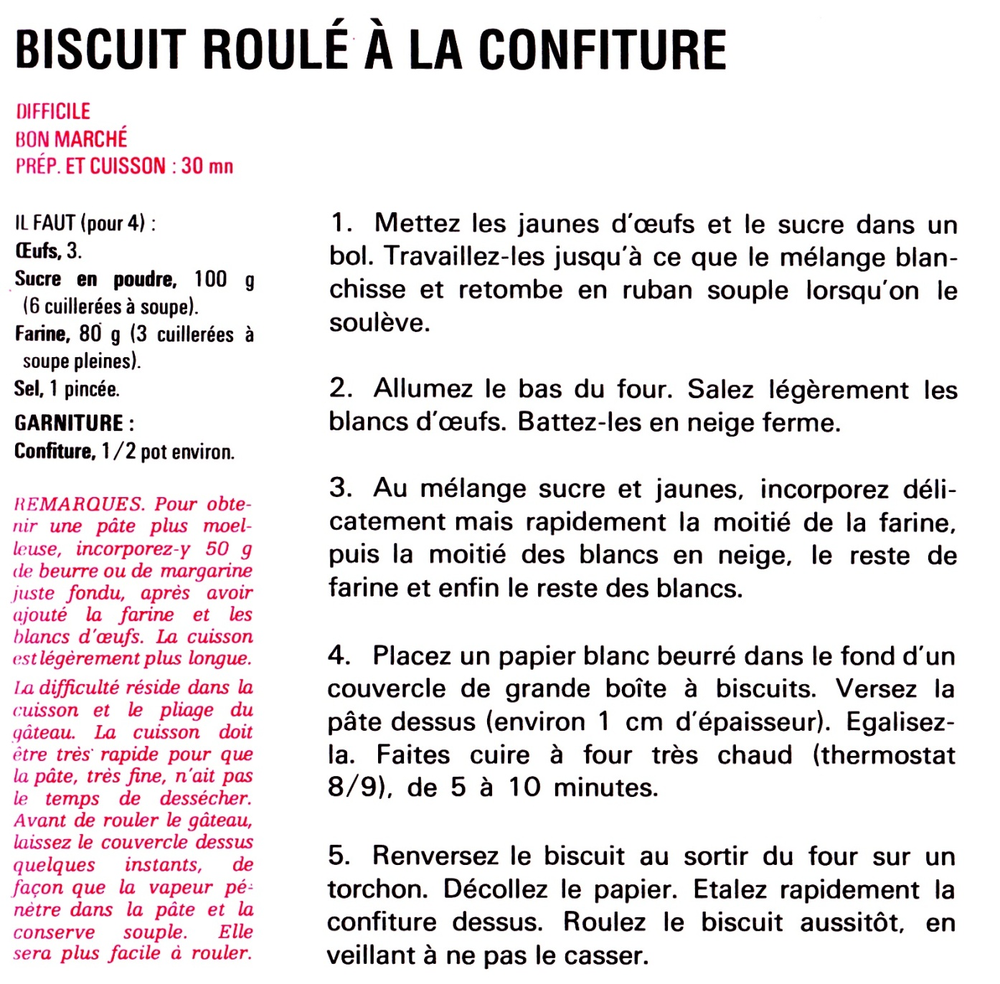 BISCUIT ROULÉ À LA CONFITURE
DIFFICILE
BON MARCHÉ
PRÉP. ET CUISSON : 30 mn
IL FAUT (pour 4) :
Œufs, 3.
Sucre en poudre, 100 g
(6 cuillerées à soupe).
Farine, 80 g (3 cuillerées à
soupe pleines).
Sel, 1 pincée.
GARNITURE :
Confiture, 1/2 pot environ.
REMARQUES. Pour obte-
nir une pâte plus moel-
leuse, incorporez-y 50 g
de beurre ou de margarine
juste fondu, après avoir
ajouté la farine et les
blancs d'œufs. La cuisson
est légèrement plus longue.
La difficulté réside dans la
cuisson et le pliage du
gâteau. La cuisson doit
être très rapide pour que
la pâte, très fine, n'ait pas
le temps de dessécher.
Avant de rouler le gâteau,
laissez le couvercle dessus
quelques instants, de
façon que la vapeur pé-
nètre dans la pâte et la
conserve souple. Elle
sera plus facile à rouler.
1. Mettez les jaunes d'œufs et le sucre dans un
bol. Travaillez-les jusqu'à ce que le mélange blan-
chisse et retombe en ruban souple lorsqu'on le
soulève.
2. Allumez le bas du four. Salez légèrement les
blancs d'œufs. Battez-les en neige ferme.
3. Au mélange sucre et jaunes, incorporez déli-
catement mais rapidement la moitié de la farine,
puis la moitié des blancs en neige, le reste de
farine et enfin le reste des blancs.
4. Placez un papier blanc beurré dans le fond d'un
couvercle de grande boîte à biscuits. Versez la
pâte dessus (environ 1 cm d'épaisseur). Egalisez-
la. Faites cuire à four très chaud (thermostat
8/9), de 5 à 10 minutes.
5. Renversez le biscuit au sortir du four sur un
torchon. Décollez le papier. Etalez rapidement la
confiture dessus. Roulez le biscuit aussitôt, en
veillant à ne pas le casser.